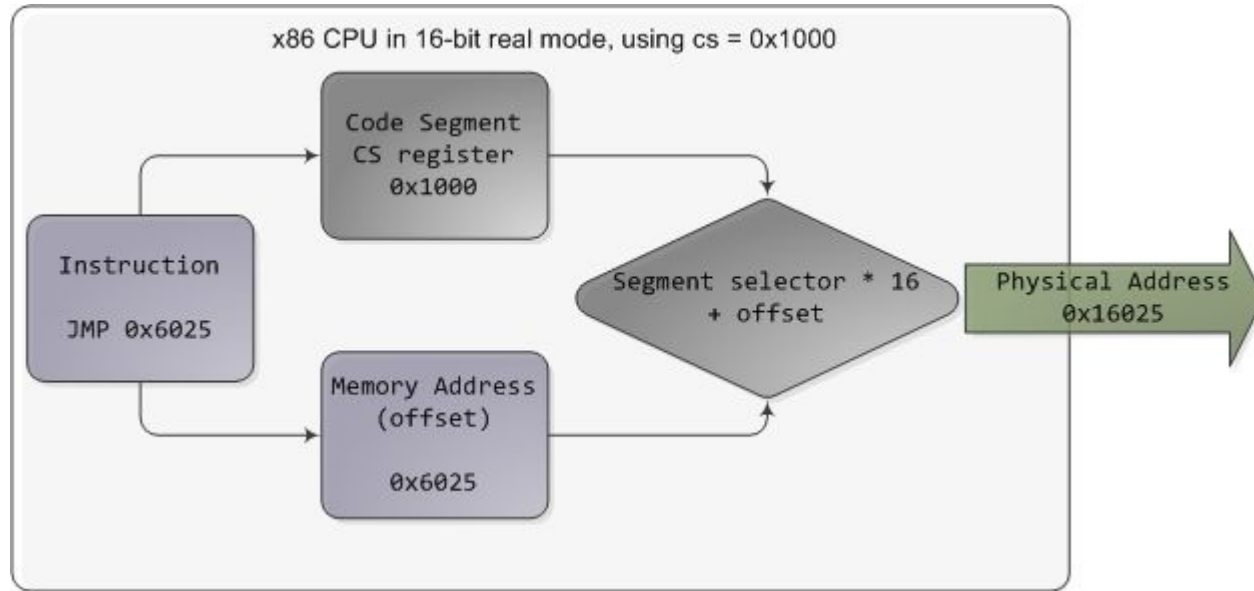 x86 CPU in 16-bit real mode, using cs = 0x1000
Code Segment
CS register
0x1000
Instruction
JMP 0x6025
Memory Address
(offset)
0x6025
Segment selector * 16
+ offset
Physical Address
0x16025